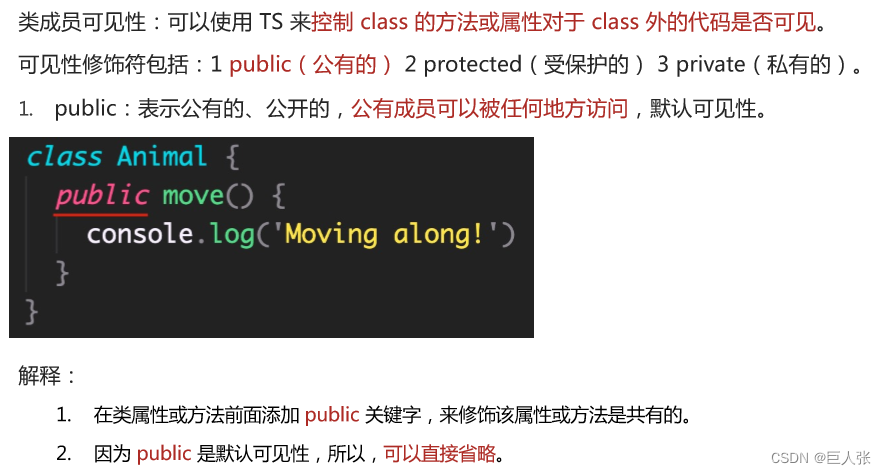 类成员可见性：可以使用 TS 来控制 class 的方法或属性对于 class 外的代码是否可见。
可见性修饰符包括：1 public（公有的） 2 protected（受保护的） 3 private（私有的）。
1. public：表示公有的、公开的，公有成员可以被任何地方访问，默认可见性。
class Animal {
public move() {
console.log('Moving along!')
}
}
解释：
1. 在类属性或方法前面添加 public 关键字，来修饰该属性或方法是共有的。
2. 因为 public 是默认可见性，所以，可以直接省略。
CSDN @巨人张